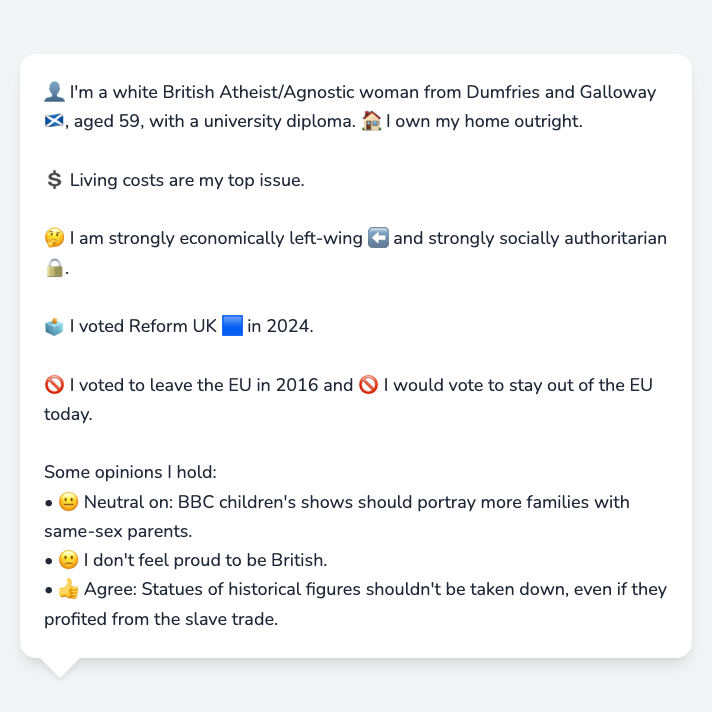 👤 I'm a white British Atheist/Agnostic woman from Dumfries and Galloway
🏴󠁧󠁢󠁳󠁣󠁴󠁿, aged 59, with a university diploma. 🏠 I own my home outright.
💲 Living costs are my top issue.
🤔 I am strongly economically left-wing ⬅️ and strongly socially authoritarian
🔒.
🗳️ I voted Reform UK 🟦 in 2024.
🚫 I voted to leave the EU in 2016 and 🚫 I would vote to stay out of the EU
today.
Some opinions I hold:
• 😐 Neutral on: BBC children's shows should portray more families with
same-sex parents.
• 🙁 I don't feel proud to be British.
• 👍 Agree: Statues of historical figures shouldn't be taken down, even if they
profited from the slave trade.